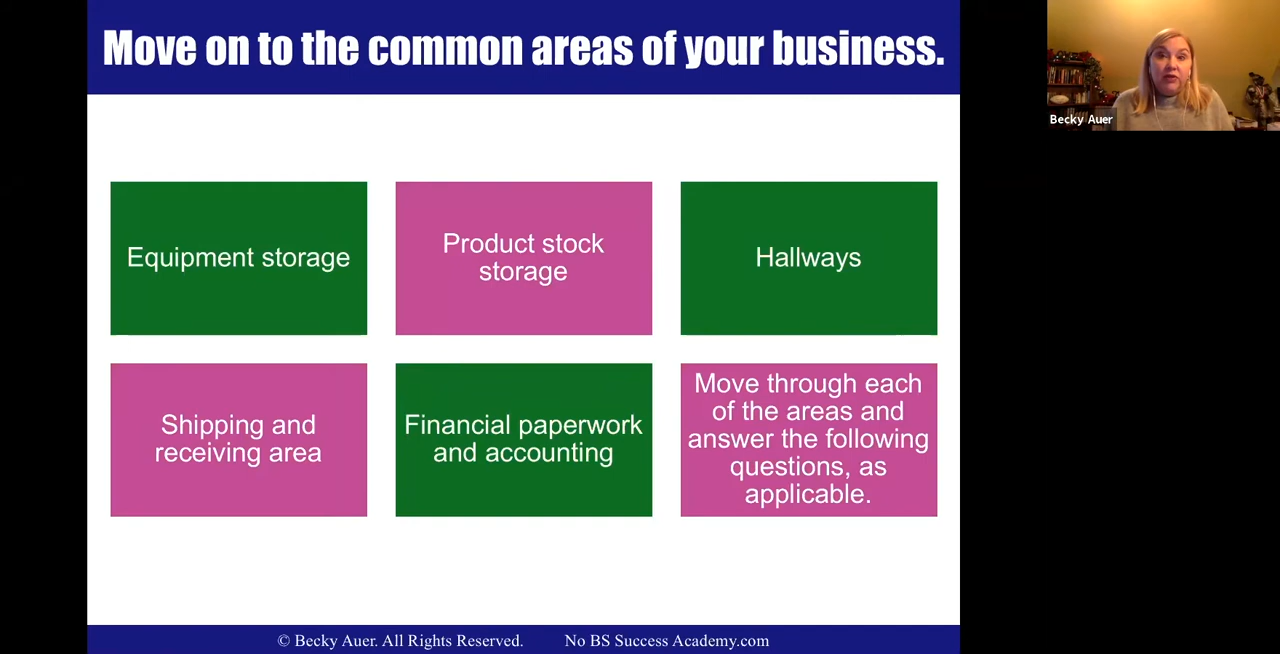 Move on to the common areas of your business.
Becky Auer
Equipment storage
Product stock
storage
Hallways
Shipping and
receiving area
Financial paperwork
and accounting
Move through each
of the areas and
answer the following
questions, as
applicable.
© Becky Auer. All Rights Reserved. No BS Success Academy.com